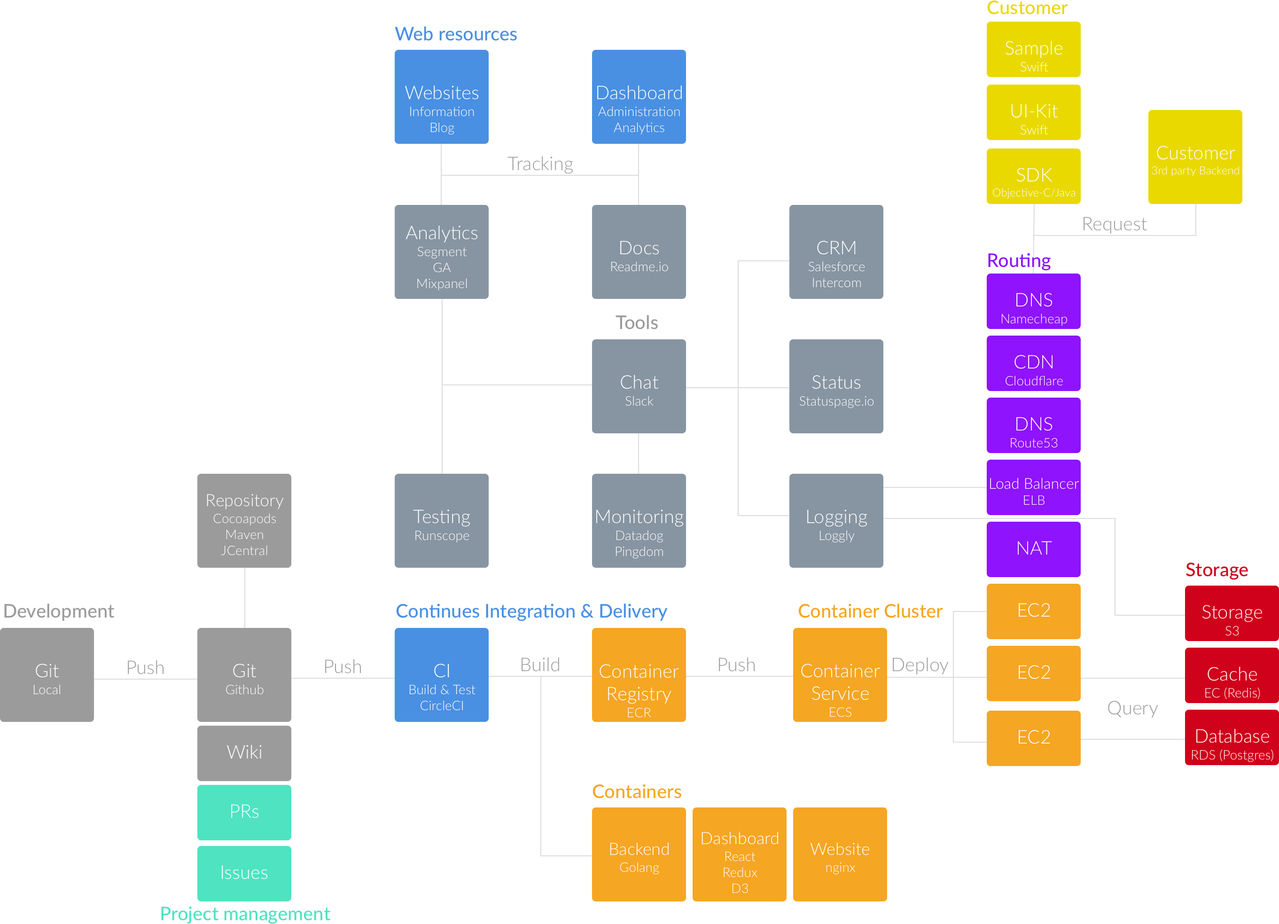 Customer
Web resources
Sample
Swift
Websites
Information
Blog
Dashboard
Administration
Analytics
UI-Kit
Swift
Tracking
SDK
Objective-C/Java
Customer
3rd party Backend
Request
Analytics
Segment
GA
Mixpanel
Docs
Readme.io
CRM
Salesforce
Intercom
Routing
DNS
Namecheap
Tools
Chat
Slack
Status
Statuspage.io
CDN
Cloudflare
DNS
Route53
Repository
Cocoapods
Maven
JCentral
Testing
Runscope
Monitoring
Datadog
Pingdom
Logging
Loggly
Load Balancer
ELB
NAT
Storage
Development
Continues Integration & Delivery
Container Cluster
EC2
Storage
S3
Git
Local
Push
Git
Github
Push
CI
Build & Test
CircleCI
Build
Container
Registry
ECR
Push
Container
Service
ECS
Deploy
EC2
Cache
EC (Redis)
Query
Wiki
EC2
Database
RDS (Postgres)
PRs
Containers
Issues
Backend
Golang
Dashboard
React
Redux
D3
Website
nginx
Project management